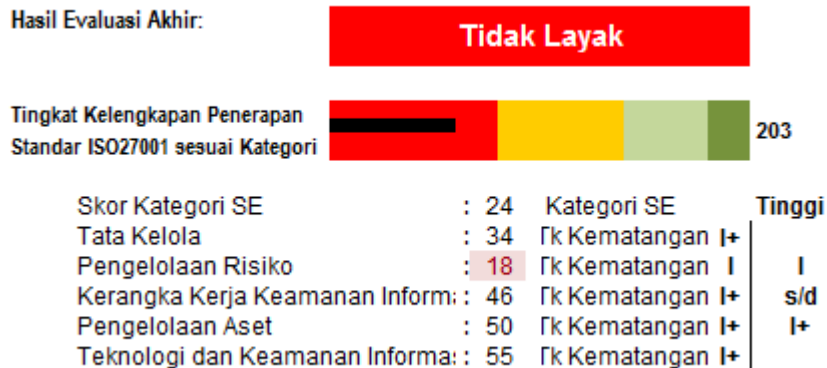 Hasil Evaluasi Akhir:
Tidak Layak
Tingkat Kelengkapan Penerapan
Standar ISO27001 sesuai Kategori
203
Skor Kategori SE : 24 Kategori SE Tinggi
Tata Kelola : 34 Tk Kematangan I+
Pengelolaan Risiko : 18 Tk Kematangan I I
Kerangka Kerja Keamanan Informa : 46 Tk Kematangan I+ s/d
Pengelolaan Aset : 50 Tk Kematangan I+ I+
Teknologi dan Keamanan Informa : 55 Tk Kematangan I+